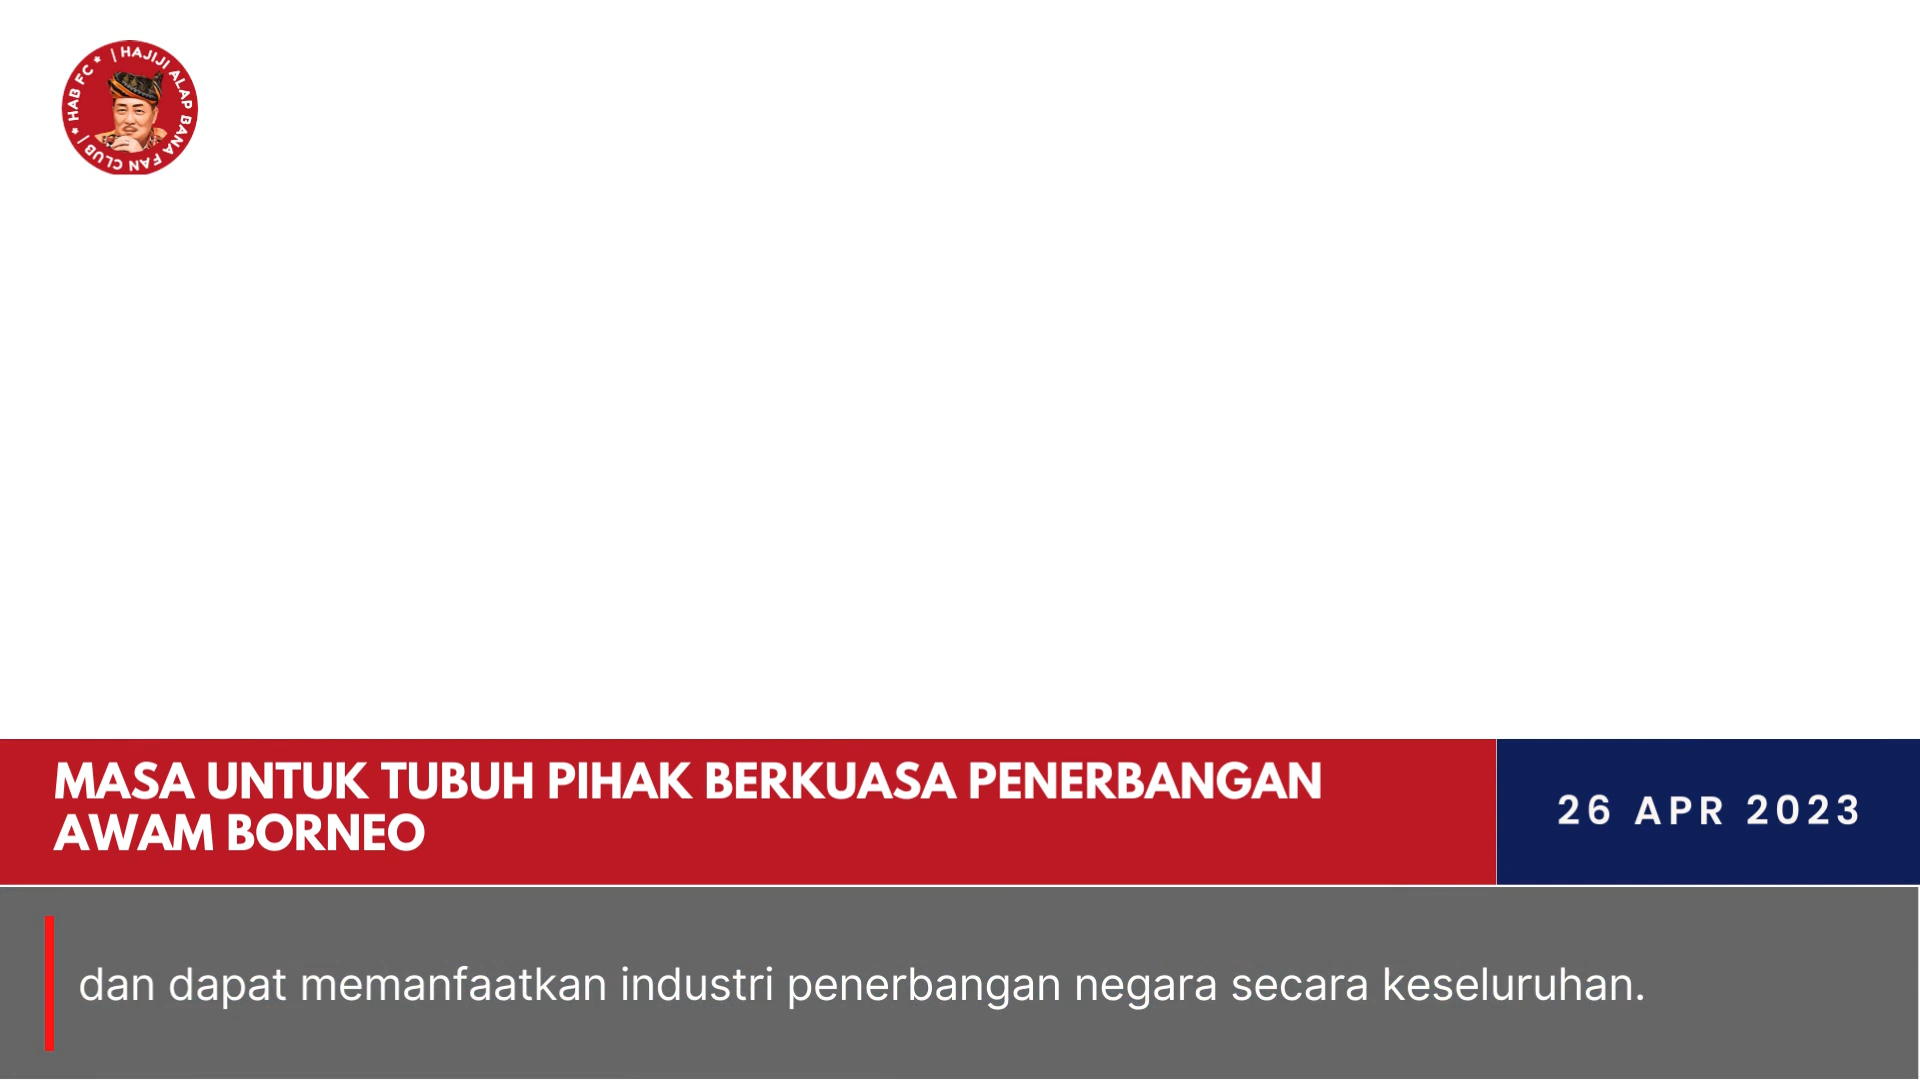 | HAJIJI ALAP BANA FAN CLUB | * HAB FC *
MASA UNTUK TUBUH PIHAK BERKUASA PENERBANGAN
AWAM BORNEO
26 APR 2023
dan dapat memanfaatkan industri penerbangan negara secara keseluruhan.